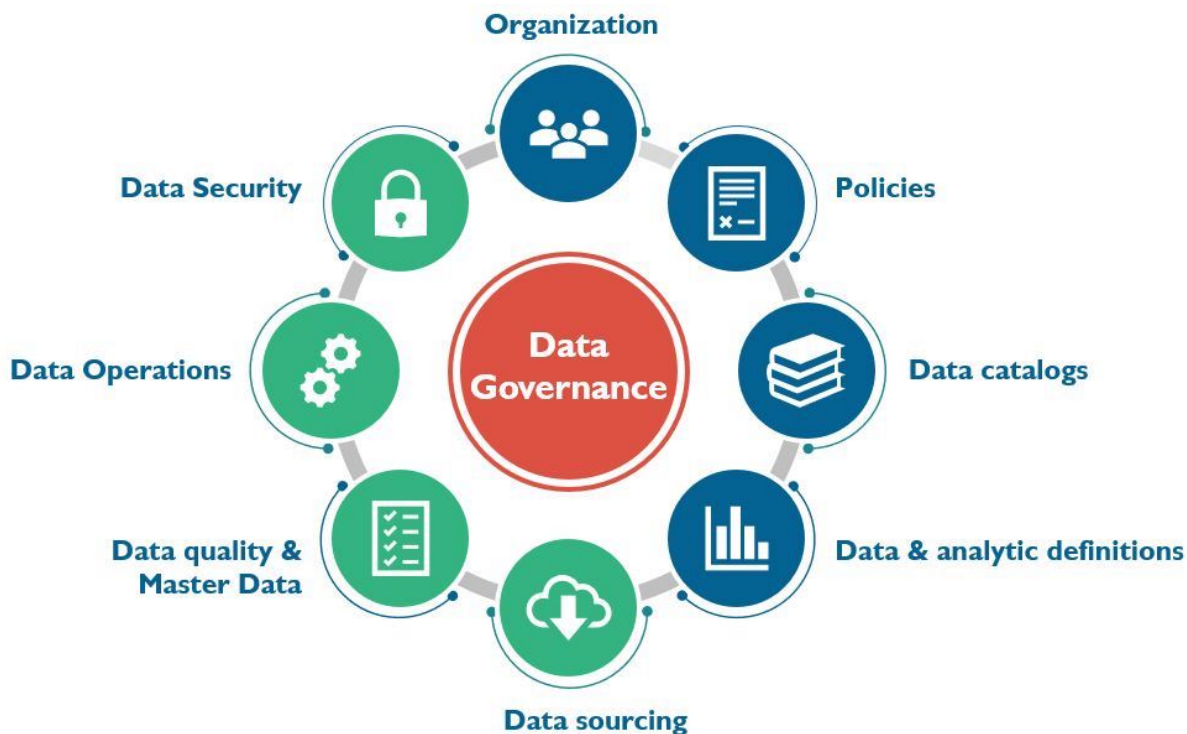 Organization
Data Security
Policies
Data
Governance
Data Operations
Data catalogs
Data quality &
Master Data
Data & analytic definitions
Data sourcing